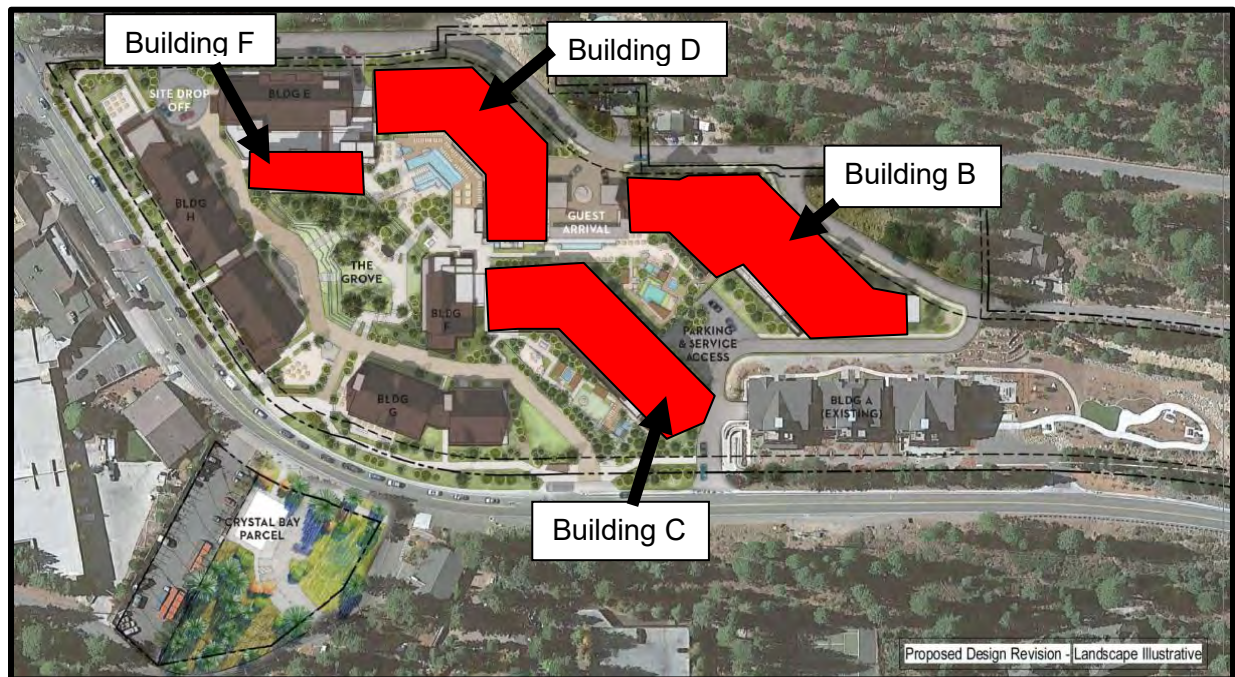 Building F
Building D
SITE DROP
OFF
BLDG E
Building B
BLDG
H
GUEST
ARRIVAL
THE
GROVE
BLDG
F
PARKING
& SERVICE
ACCESS
BLDG
G
BLDG A
(EXISTING)
Building C
CRYSTAL BAY
PARCEL
Proposed Design Revision - Landscape Illustrative